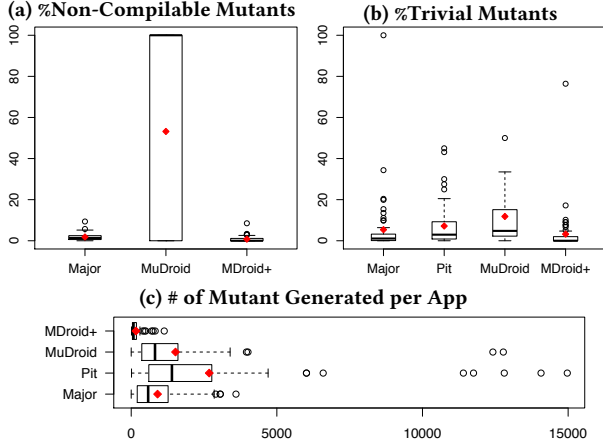 (a) %Non-Compilable Mutants
(b) %Trivial Mutants
100
80
60
40
20
0
Major
MuDroid
MDroid+
100
80
60
40
20
0
Major
Pit
MuDroid
MDroid+
(c) # of Mutant Generated per App
MDroid+
MuDroid
Pit
Major
0
5000
10000
15000